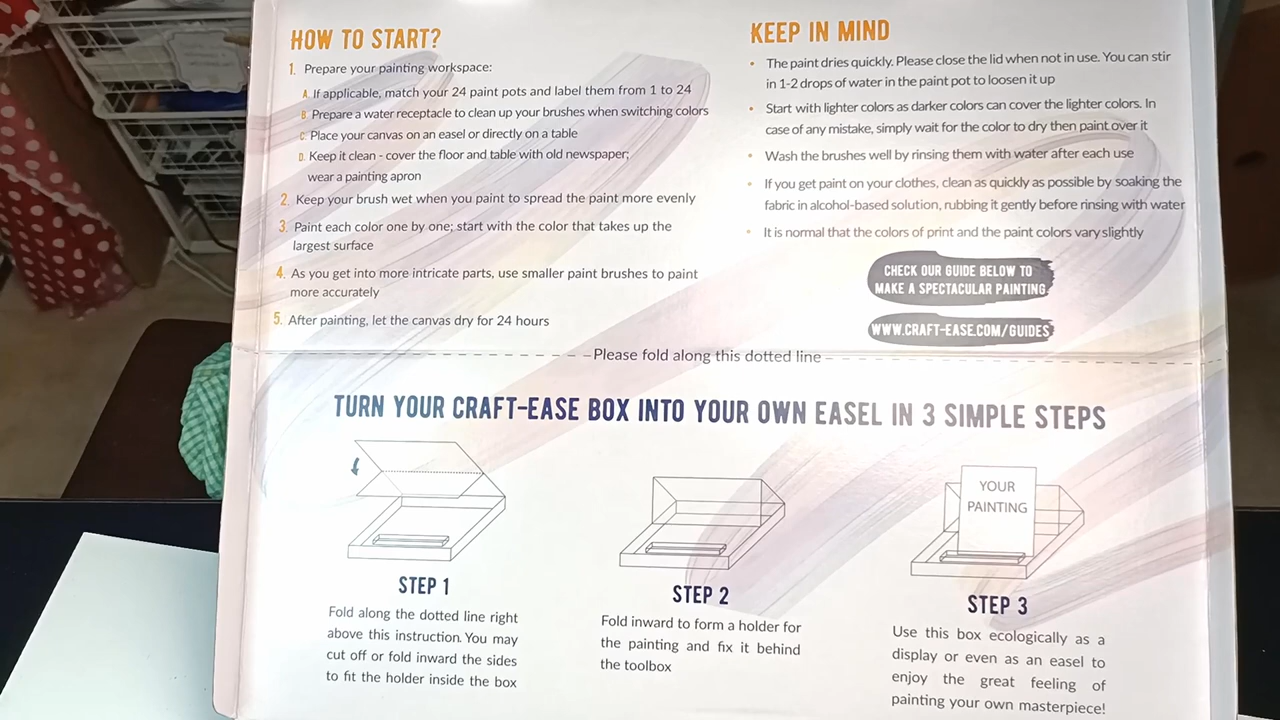 HOW TO START?
1. Prepare your painting workspace:
A. If applicable, match your 24 paint pots and label them from 1 to 24
B. Prepare a water receptacle to clean up your brushes when switching colors
C. Place your canvas on an easel or directly on a table
D. Keep it clean - cover the floor and table with old newspaper;
wear a painting apron
2. Keep your brush wet when you paint to spread the paint more evenly
3. Paint each color one by one; start with the color that takes up the
largest surface
4. As you get into more intricate parts, use smaller paint brushes to paint
more accurately
5. After painting, let the canvas dry for 24 hours
KEEP IN MIND
• The paint dries quickly. Please close the lid when not in use. You can stir
in 1-2 drops of water in the paint pot to loosen it up
• Start with lighter colors as darker colors can cover the lighter colors. In
case of any mistake, simply wait for the color to dry then paint over it
• Wash the brushes well by rinsing them with water after each use
• If you get paint on your clothes, clean as quickly as possible by soaking the
fabric in alcohol-based solution, rubbing it gently before rinsing with water
• It is normal that the colors of print and the paint colors vary slightly
CHECK OUR GUIDE BELOW TO
MAKE A SPECTACULAR PAINTING
WWW.CRAFT-EASE.COM/GUIDES
Please fold along this dotted line
TURN YOUR CRAFT-EASE BOX INTO YOUR OWN EASEL IN 3 SIMPLE STEPS
STEP 1
Fold along the dotted line right
above this instruction. You may
cut off or fold inward the sides
to fit the holder inside the box
STEP 2
Fold inward to form a holder for
the painting and fix it behind
the toolbox
YOUR
PAINTING
STEP 3
Use this box ecologically as a
display or even as an easel to
enjoy the great feeling of
painting your own masterpiece!